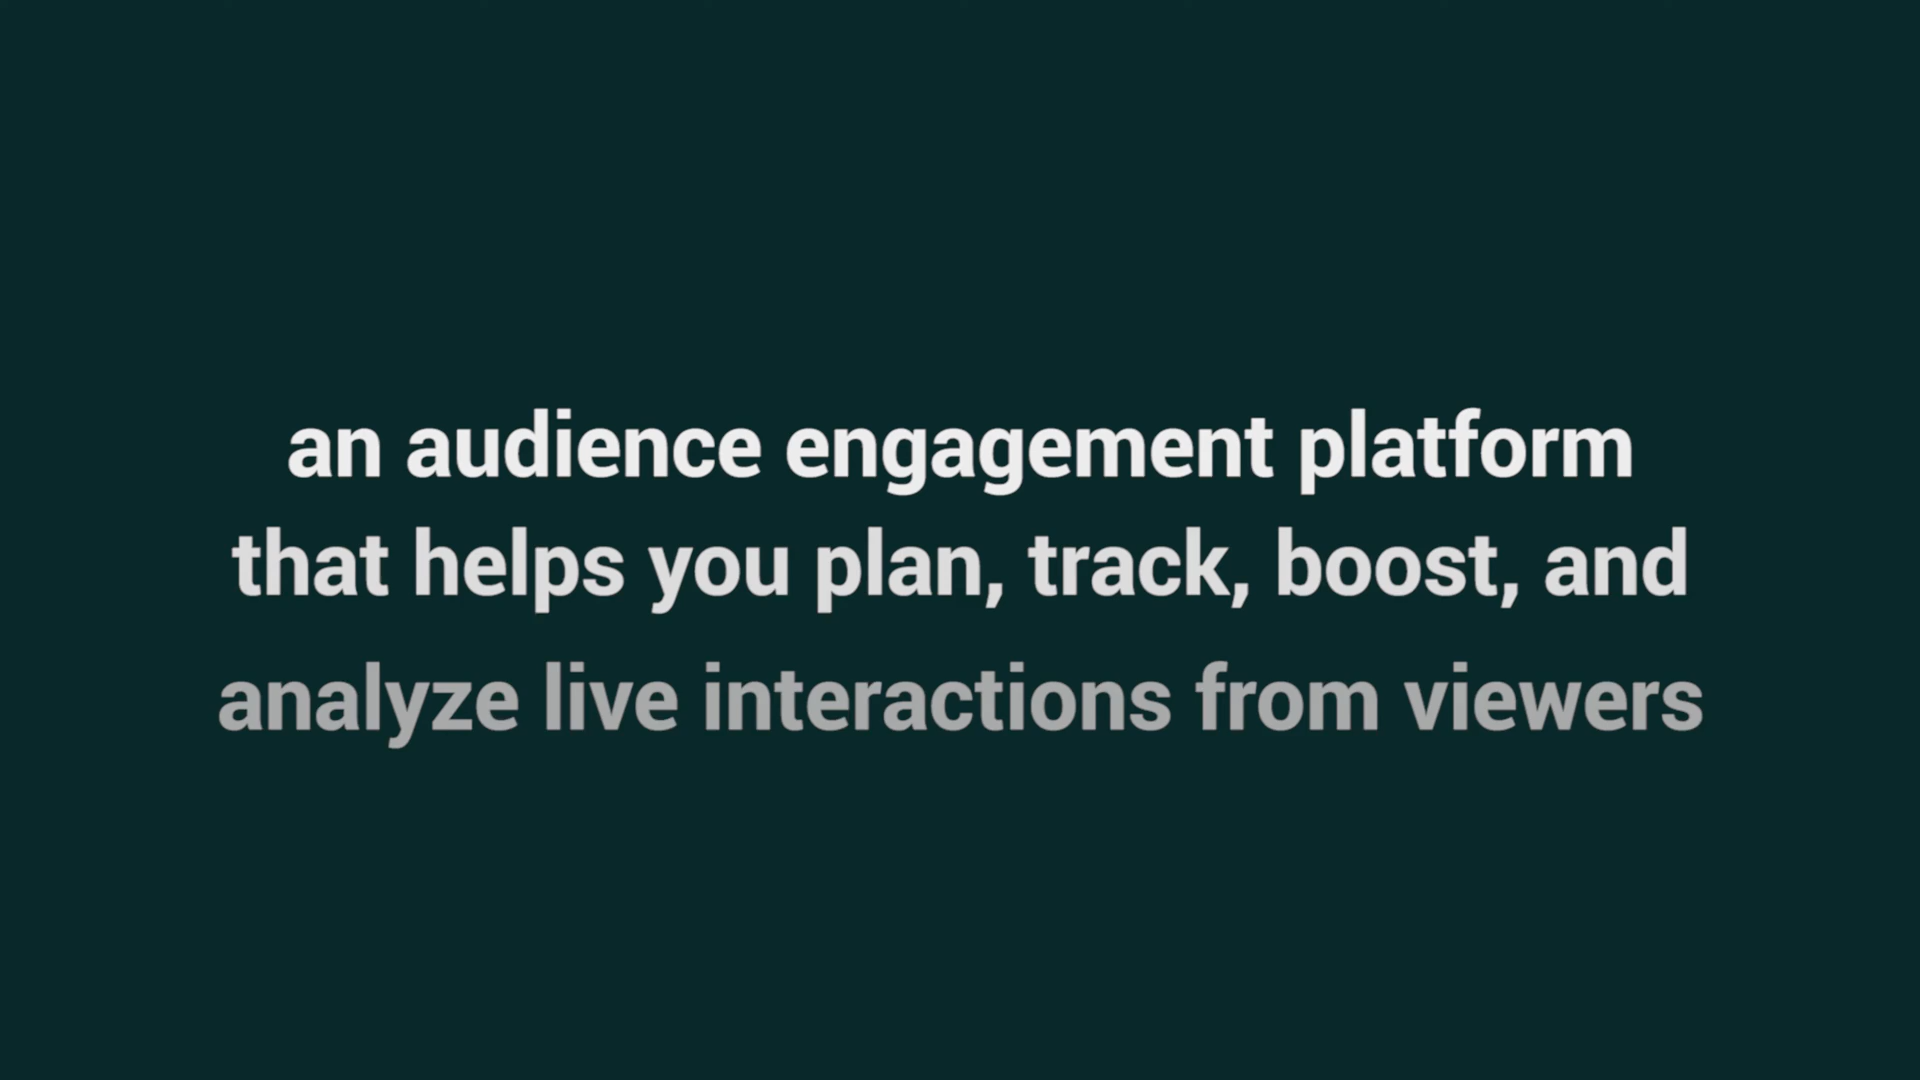 an audience engagement platform
that helps you plan, track, boost, and
analyze live interactions from viewers